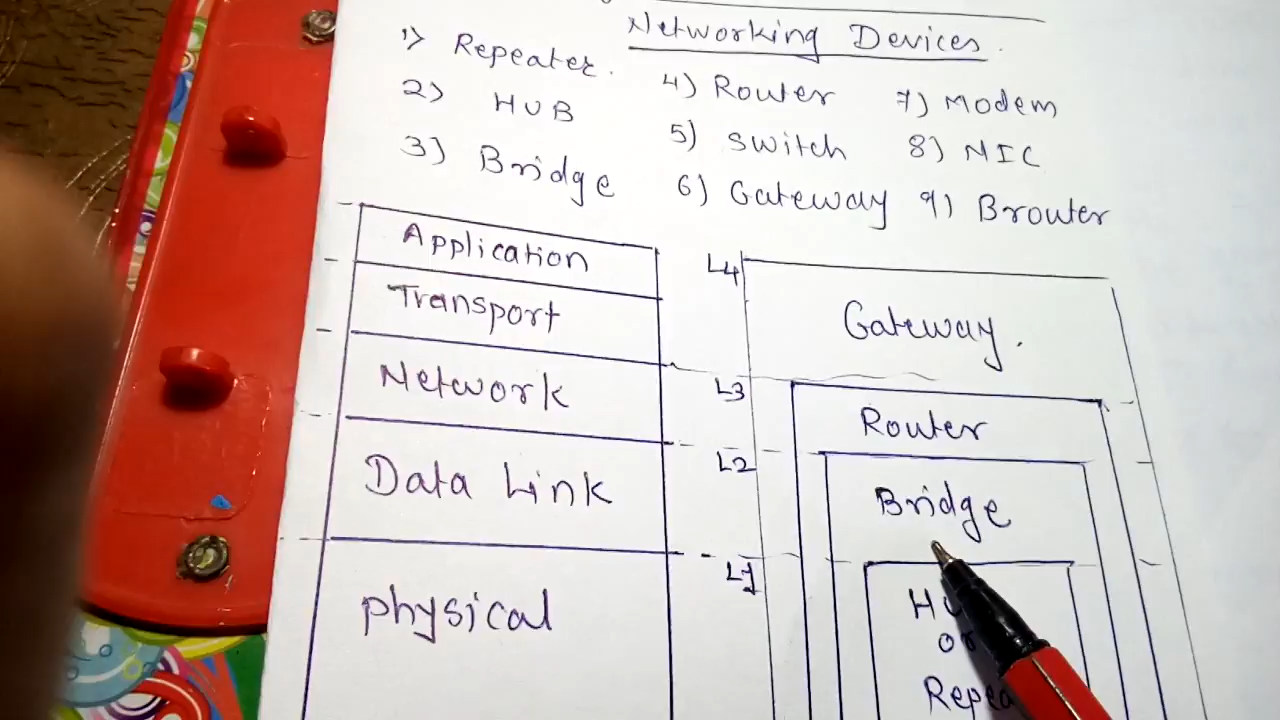 Networking Devices.
1) Repeater.
2) HUB
3) Bridge
4) Router
5) Switch
6) Gateway
7) Modem
8) NIC
9) Brouter
Application
Transport
Network
Data Link
physical
L4
Gateway.
L3
Router
L2
Bridge
L1
or